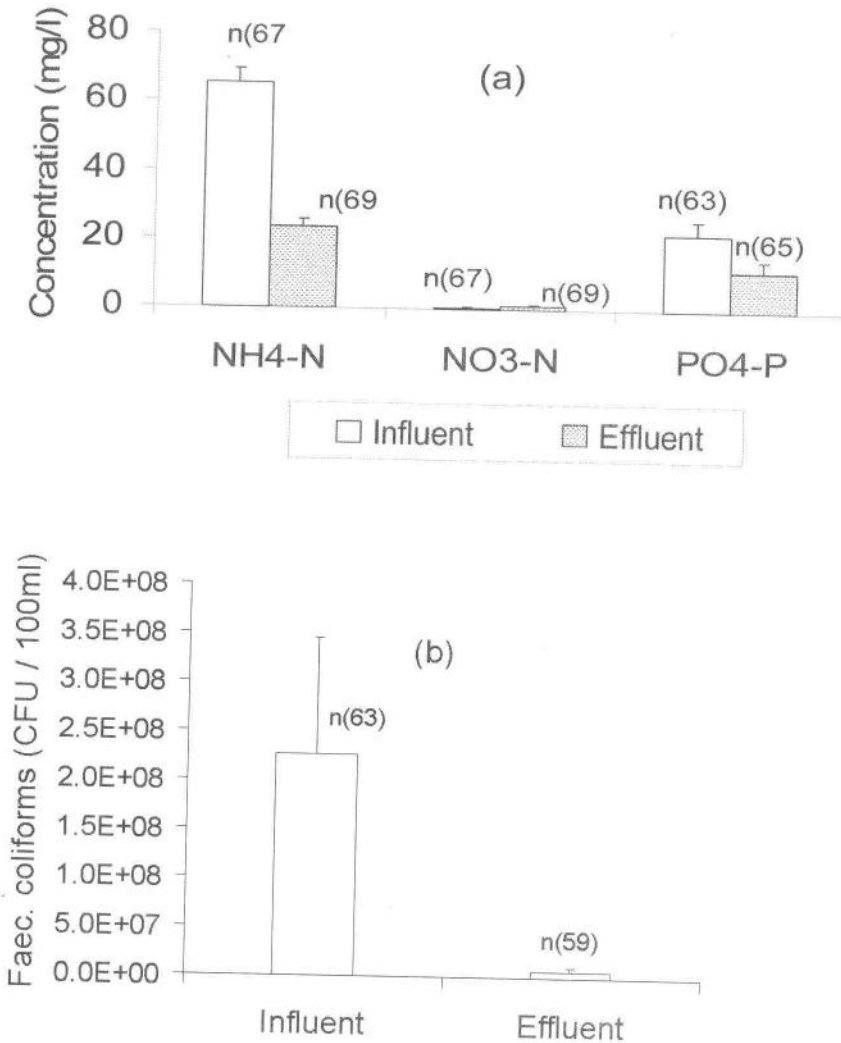 80
n(67
(a)
60
Concentration (mg/l)
40
n(69
n(63)
20
n(65)
n(67)
n(69)
0
NH4-N NO3-N PO4-P
Influent Effluent
4.0E+08
3.5E+08
(b)
3.0E+08
n(63)
2.5E+08
Faec. coliforms (CFU / 100ml)
2.0E+08
1.5E+08
1.0E+08
n(59)
5.0E+07
0.0E+00
Influent Effluent